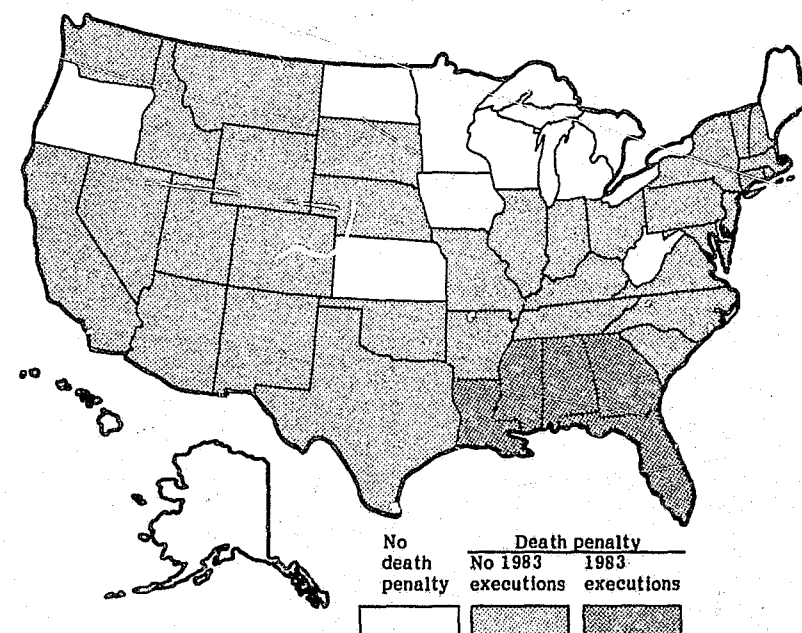 No death penalty
Death penalty
No 1983 executions
1983 executions